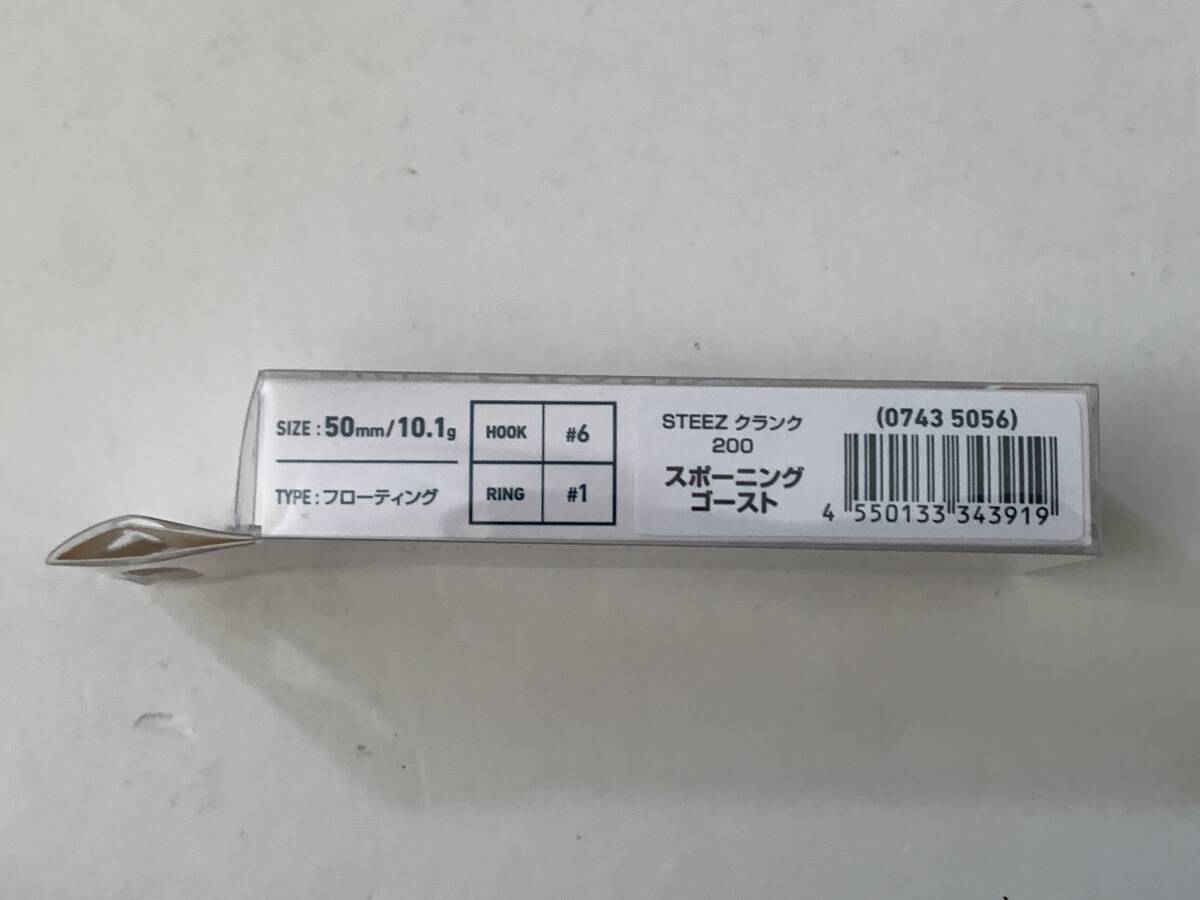 SIZE : 50mm/10.1g
TYPE : フローティング
HOOK #6
RING #1
STEEZ クランク
200
スポーニング
ゴースト
(0743 5056)
4 550133 343919